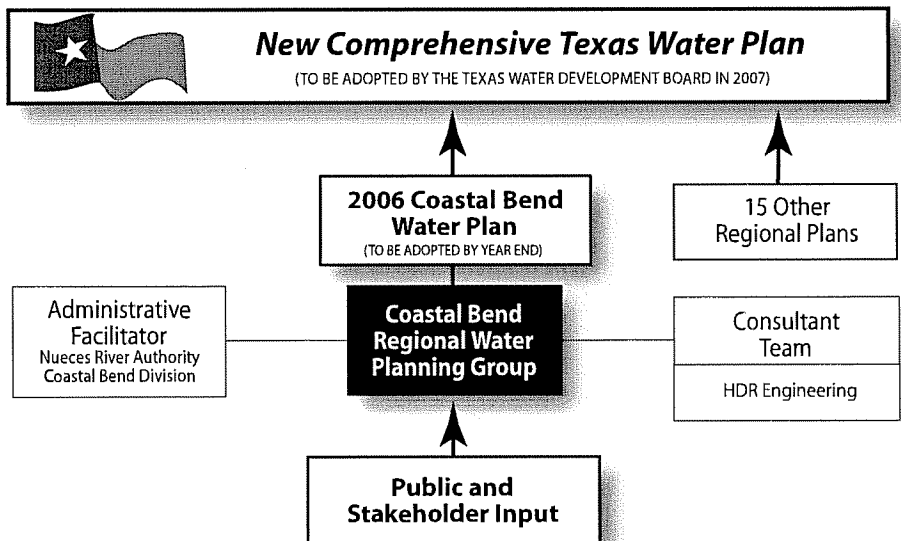 New Comprehensive Texas Water Plan
(TO BE ADOPTED BY THE TEXAS WATER DEVELOPMENT BOARD IN 2007)
2006 Coastal Bend
Water Plan
(TO BE ADOPTED BY YEAR END)
15 Other
Regional Plans
Administrative
Facilitator
Nueces River Authority
Coastal Bend Division
Coastal Bend
Regional Water
Planning Group
Consultant
Team
HDR Engineering
Public and
Stakeholder Input